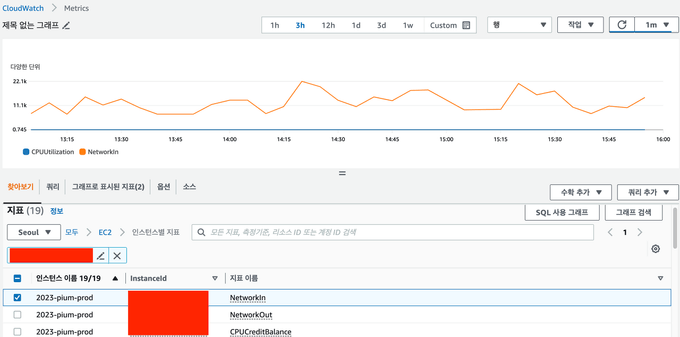 CloudWatch > Metrics
제목 없는 그래프
1h 3h 12h 1d 3d 1w Custom
행
작업
1m
다양한 단위
22.1k
11.1k
0.745
13:15 13:30 13:45 14:00 14:15 14:30 14:45 15:00 15:15 15:30 15:45 16:00
CPUUtilization NetworkIn
찾아보기 쿼리 그래프로 표시된 지표(2) 옵션 소스
수학 추가 쿼리 추가
지표 (19) 정보
SQL 사용 그래프 그래프 검색
Seoul 모두 > EC2 > 인스턴스별 지표
모든 지표, 측정기준, 리소스 ID 또는 계정 ID 검색
1
인스턴스 이름 19/19 InstanceId 지표 이름
2023-pium-prod NetworkIn
2023-pium-prod NetworkOut
2023-pium-prod CPUCreditBalance